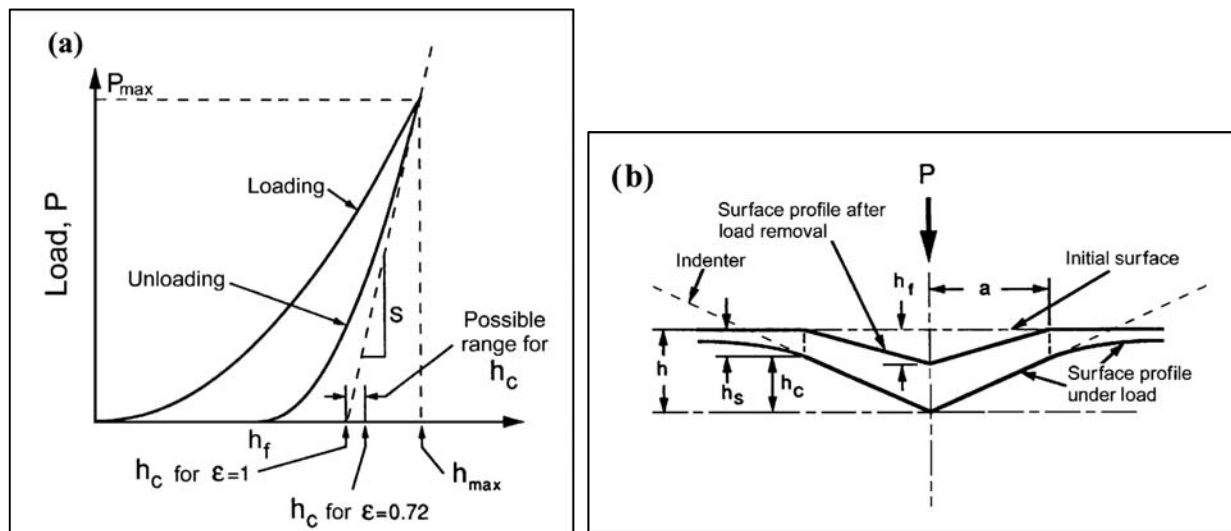 (a)
Pmax
Load, P
Loading
Unloading
S
Possible
range for
hc
hf
hc for ε=1
hmax
hc for ε=0.72
(b)
P
Surface profile after
load removal
Indenter
Initial surface
hf
a
h
hs
hc
Surface profile
under load